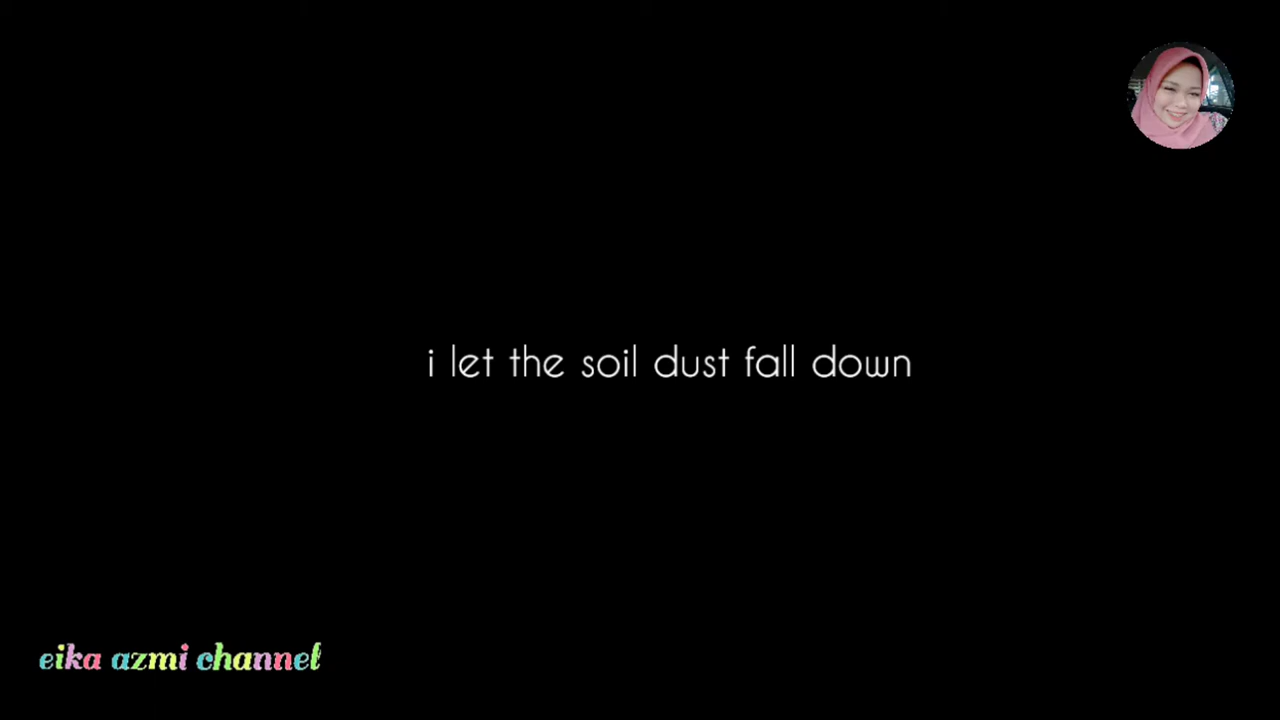 i let the soil dust fall down
eika azmi channel